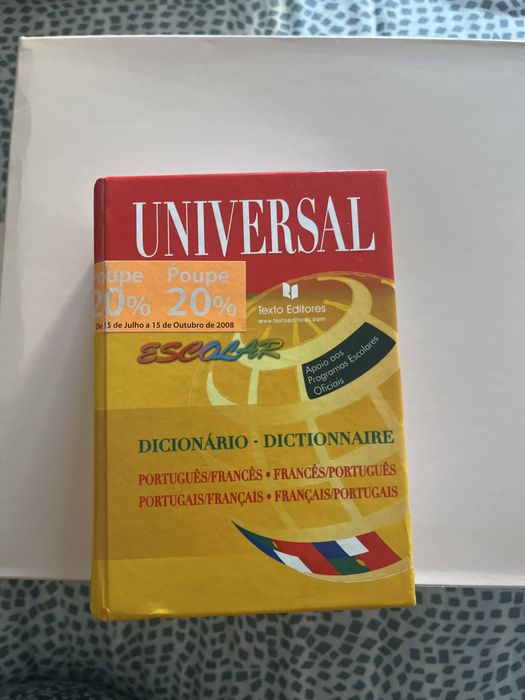 UNIVERSAL
Poupe Poupe
20% 20%
De 15 de Julho a 15 de Outubro de 2008
Texto Editores
www.textoeditores.com
ESCOLAR
Apoio aos
Programas Escolares
Oficiais
DICIONÁRIO - DICTIONNAIRE
PORTUGUÊS/FRANCÊS • FRANCÊS/PORTUGUÊS
PORTUGAIS/FRANÇAIS • FRANÇAIS/PORTUGAIS